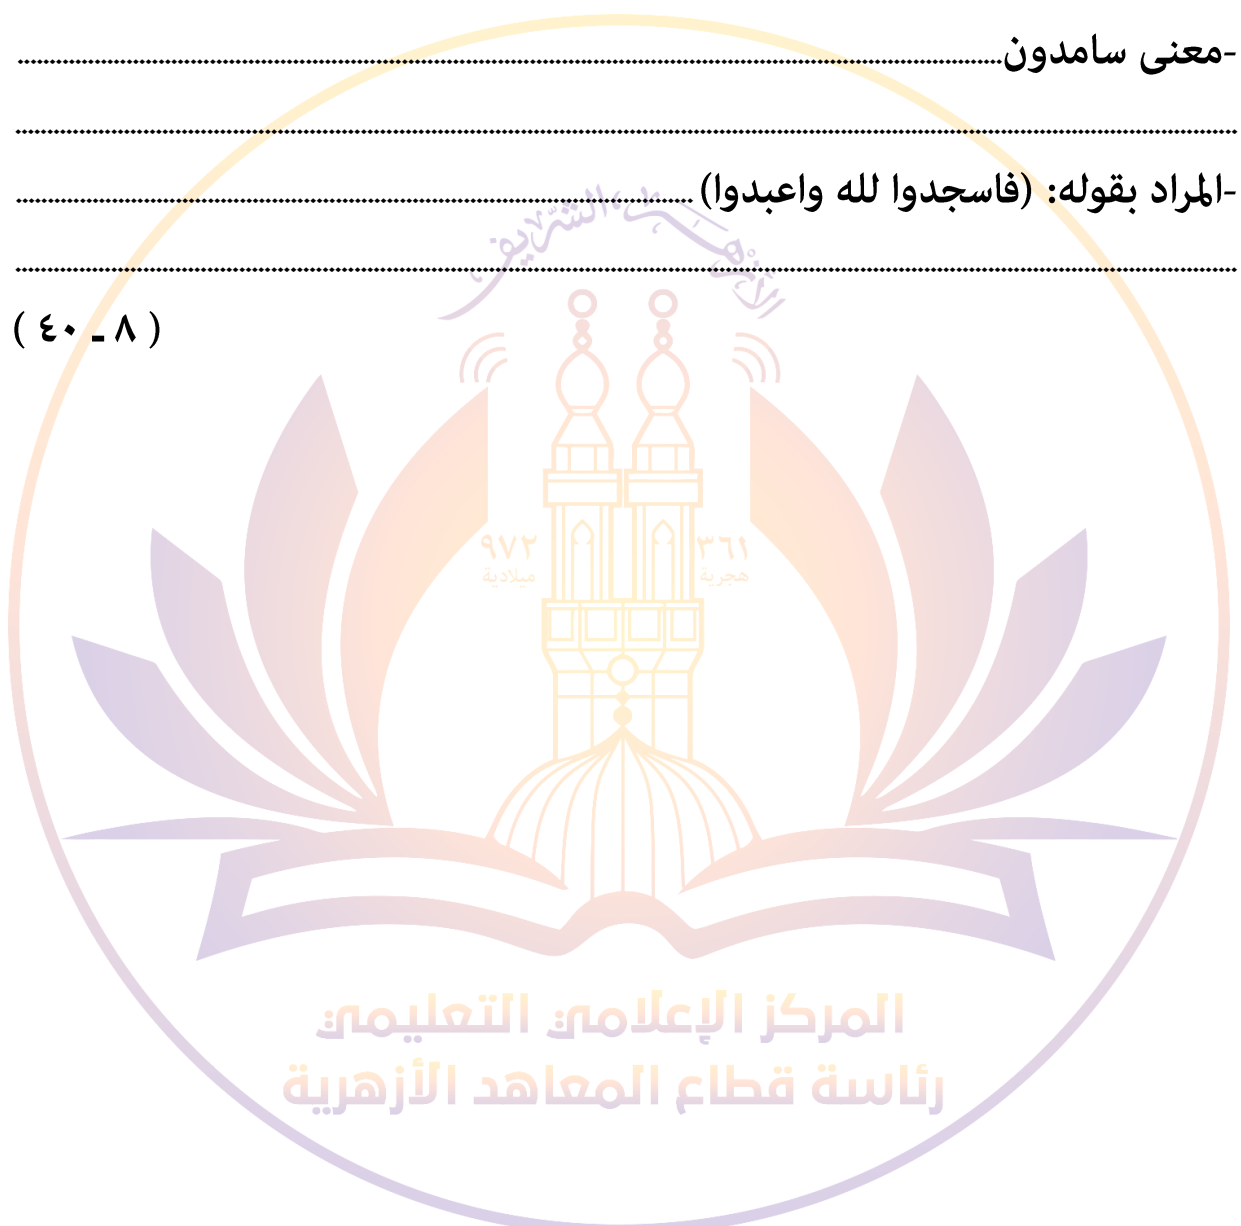 -معنى سامدون
-المراد بقوله: (فاسجدوا لله واعبدوا)
( ٨ ـ ٤٠ )
الأزهر الشريف
٩٧٢ ٣٦١
ميلادية هجرية
المركز الإعلامي التعليمي
رئاسة قطاع المعاهد الأزهرية